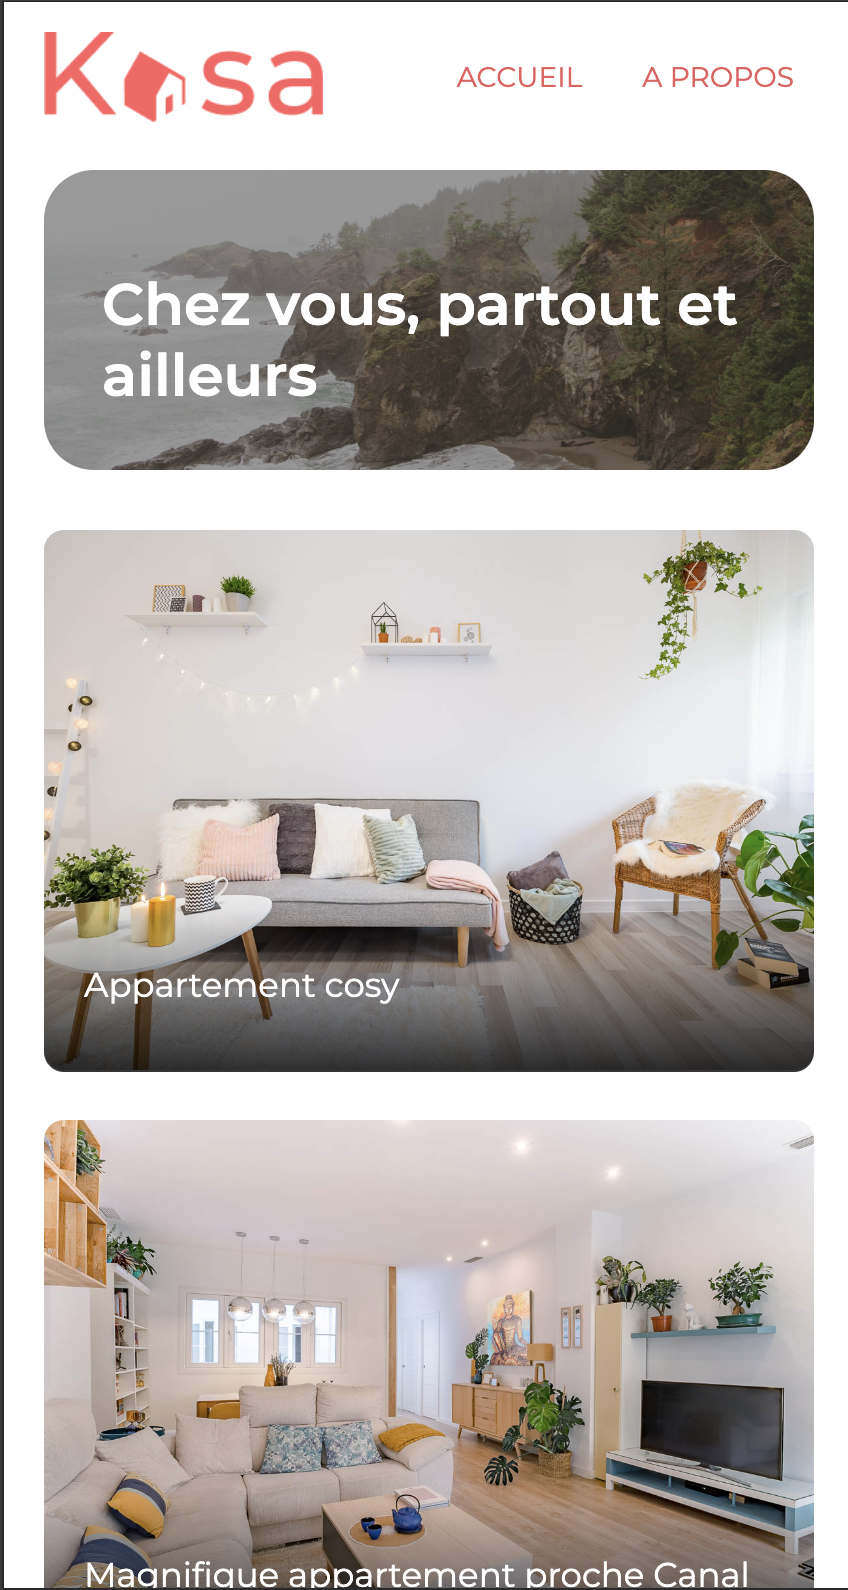 Kasa
ACCUEIL A PROPOS
Chez vous, partout et
ailleurs
Appartement cosy
Magnifique appartement proche Canal